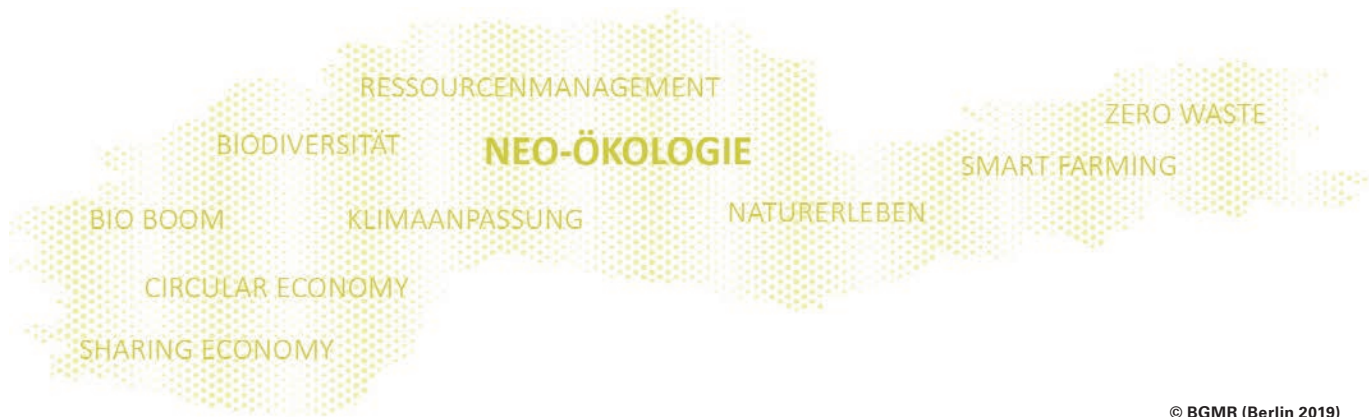 RESSOURCENMANAGEMENT
ZERO WASTE
BIODIVERSITÄT
NEO-ÖKOLOGIE
SMART FARMING
BIO BOOM
KLIMAANPASSUNG
NATURERLEBEN
CIRCULAR ECONOMY
SHARING ECONOMY
© BGMR (Berlin 2019)